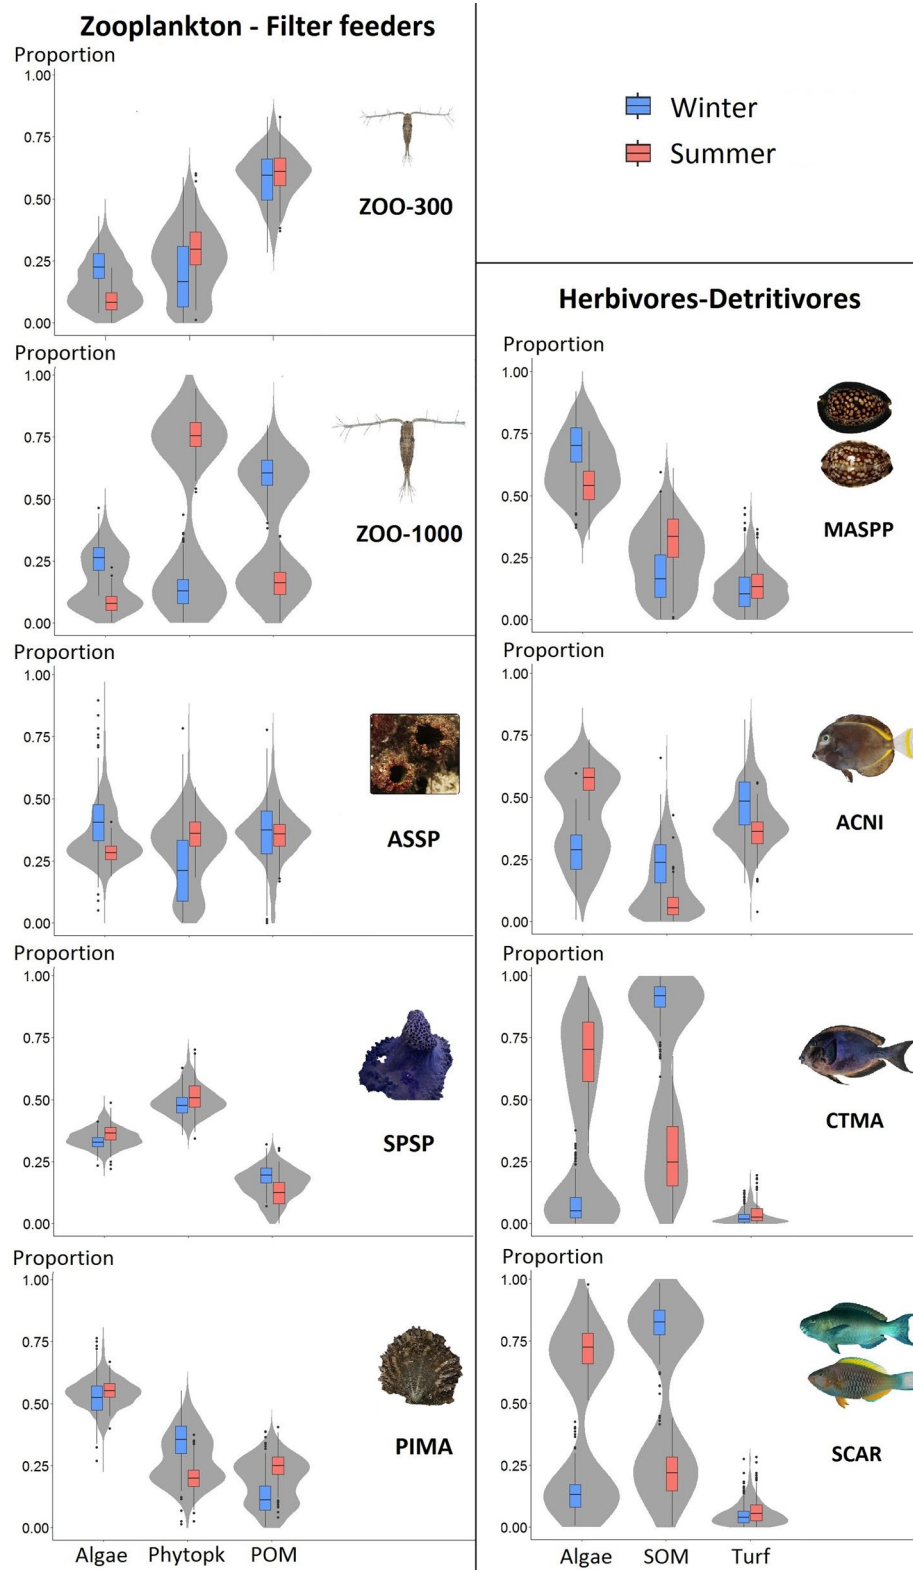 Zooplankton - Filter feeders
Proportion
1.00
0.75
0.50
0.25
0.00
ZOO-300
Proportion
1.00
0.75
0.50
0.25
0.00
ZOO-1000
Proportion
1.00
0.75
0.50
0.25
0.00
ASSP
Proportion
1.00
0.75
0.50
0.25
0.00
SPSP
Proportion
1.00
0.75
0.50
0.25
0.00
PIMA
Algae Phytopk POM
Winter
Summer
Herbivores-Detritivores
Proportion
1.00
0.75
0.50
0.25
0.00
MASPP
Proportion
1.00
0.75
0.50
0.25
0.00
ACNI
Proportion
1.00
0.75
0.50
0.25
0.00
CTMA
Proportion
1.00
0.75
0.50
0.25
0.00
SCAR
Algae SOM Turf